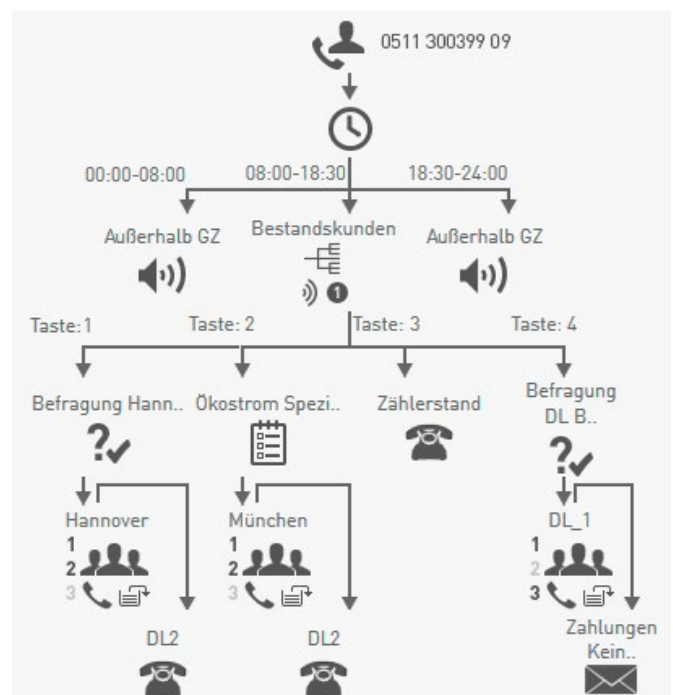 0511 300399 09
00:00-08:00
08:00-18:30
18:30-24:00
Außerhalb GZ
Bestandskunden
Außerhalb GZ
1
Taste:1
Taste: 2
Taste: 3
Taste: 4
Befragung Hann..
Ökostrom Spezi..
Zählerstand
Befragung
DL B..
Hannover
1
2
3
München
1
2
3
DL_1
1
2
3
DL2
DL2
Zahlungen
Kein..